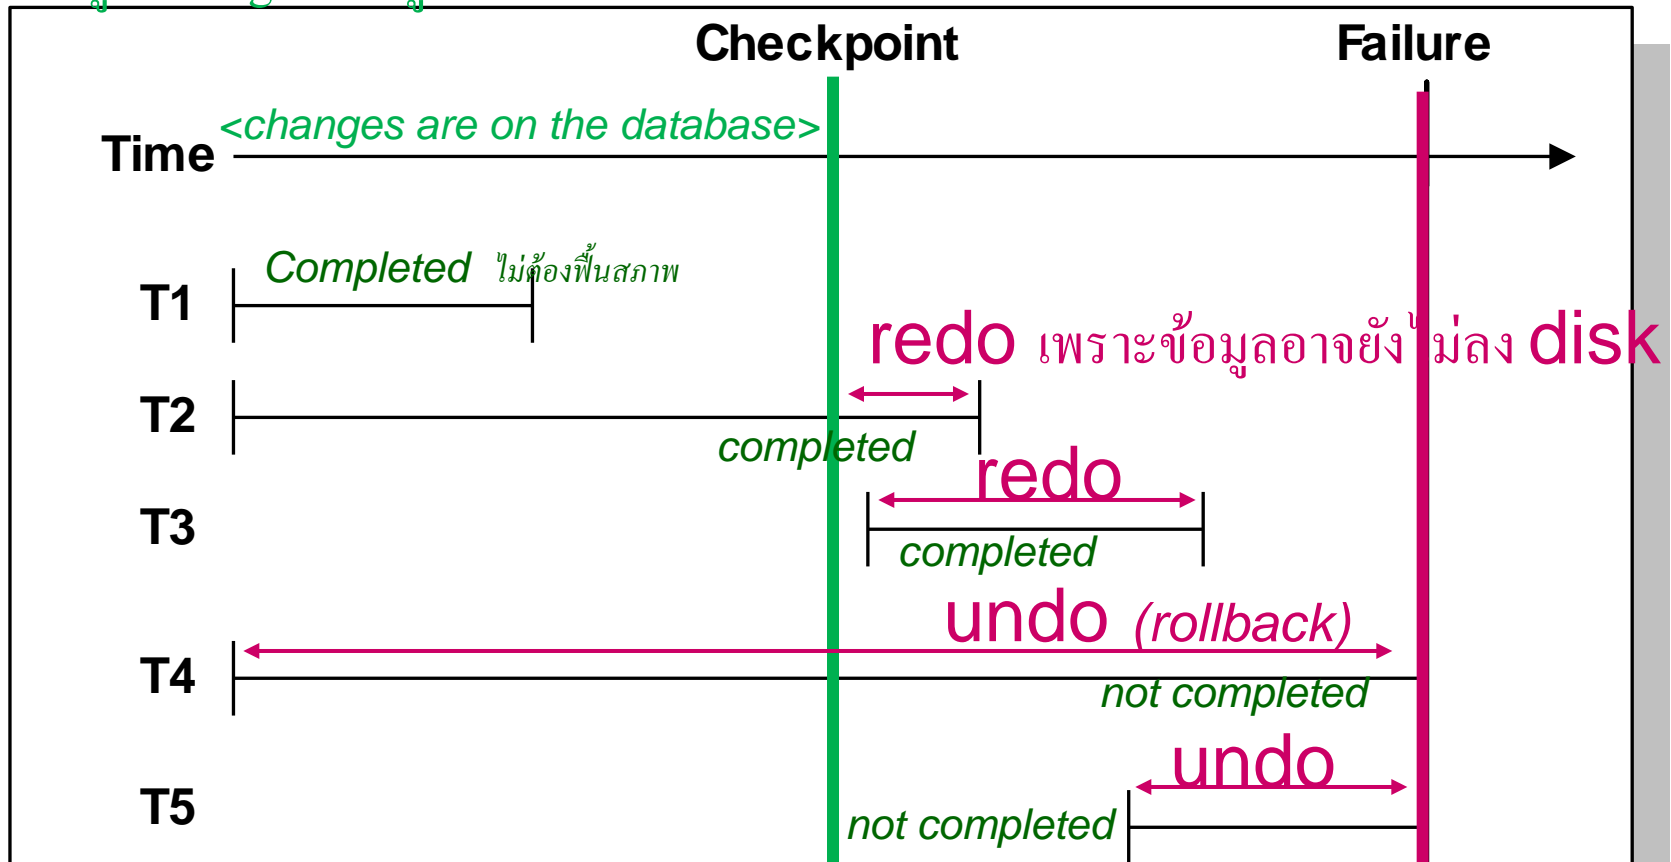 Checkpoint
Failure
<changes are on the database>
Time
Completed ไม่ต้องฟื้นสภาพ
T1
redo เพราะข้อมูลอาจยังไม่ลง disk
T2
completed
redo
T3
completed
undo (rollback)
T4
not completed
undo
T5
not completed